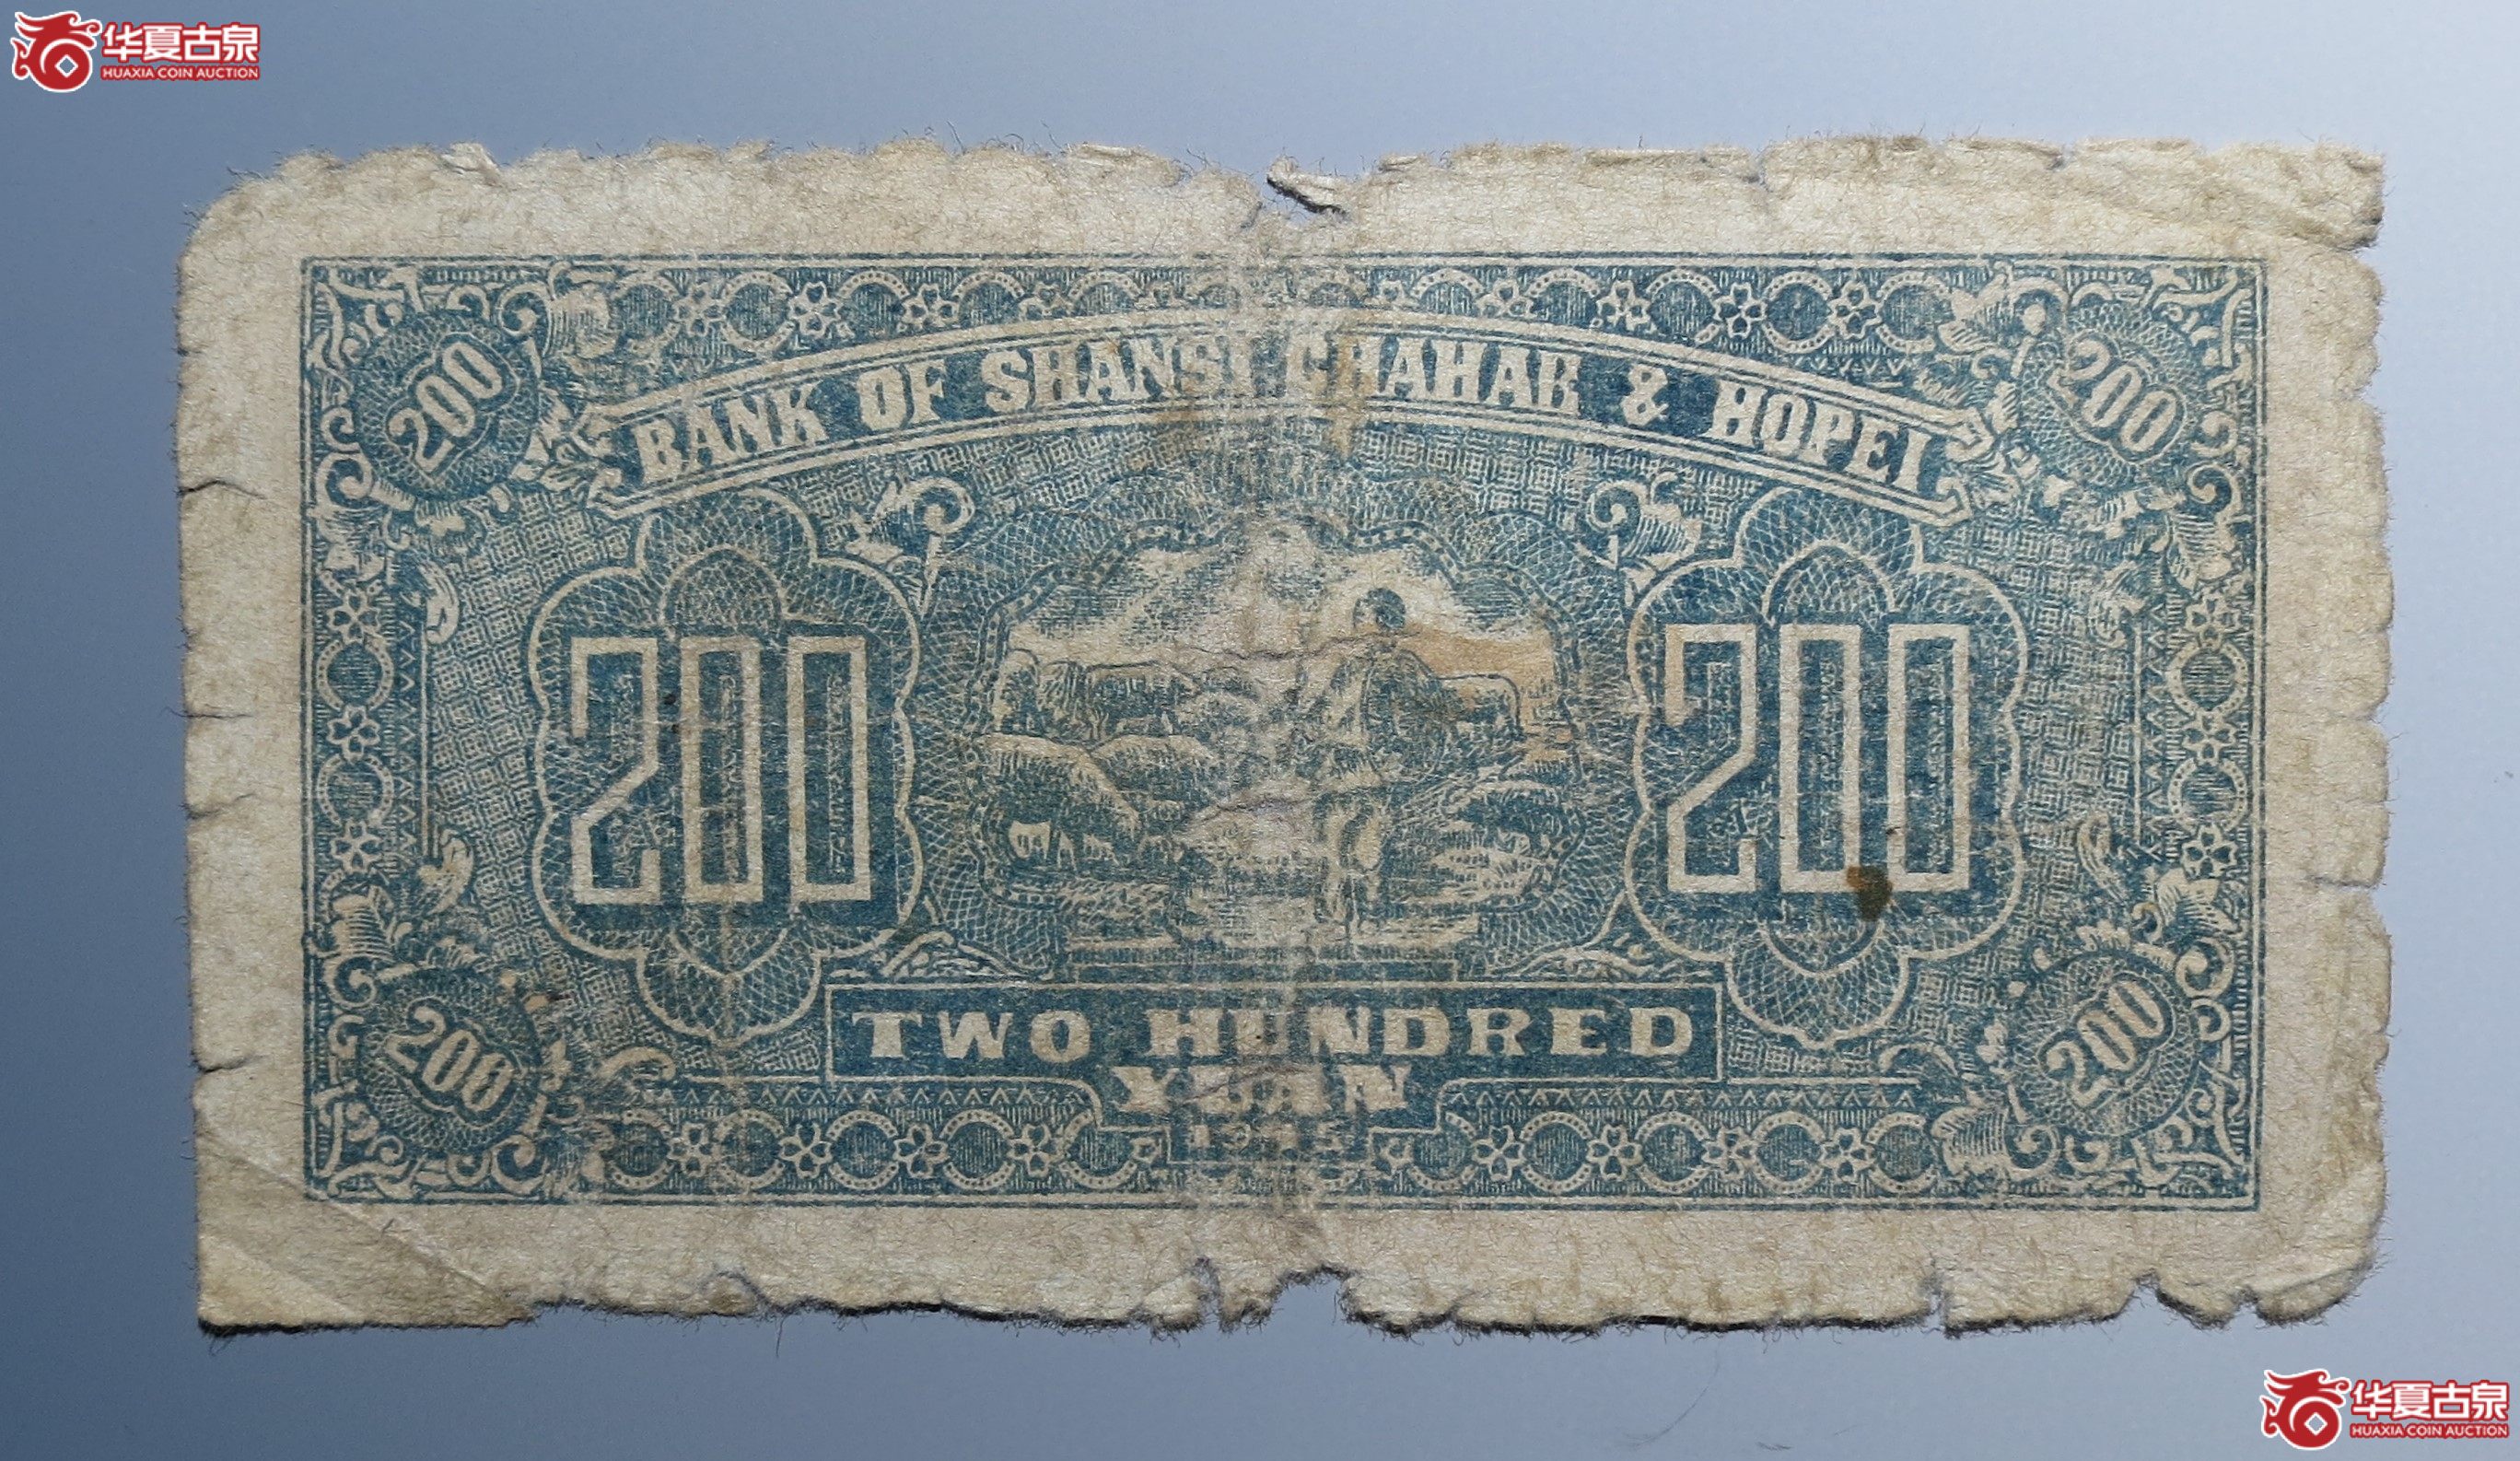 华夏古泉
HUAXIA COIN AUCTION
200
200
BANK OF SHANSI CHAHAR & HOPEI
200
200
TWO HUNDRED
YUAN
200
200
华夏古泉
HUAXIA COIN AUCTION